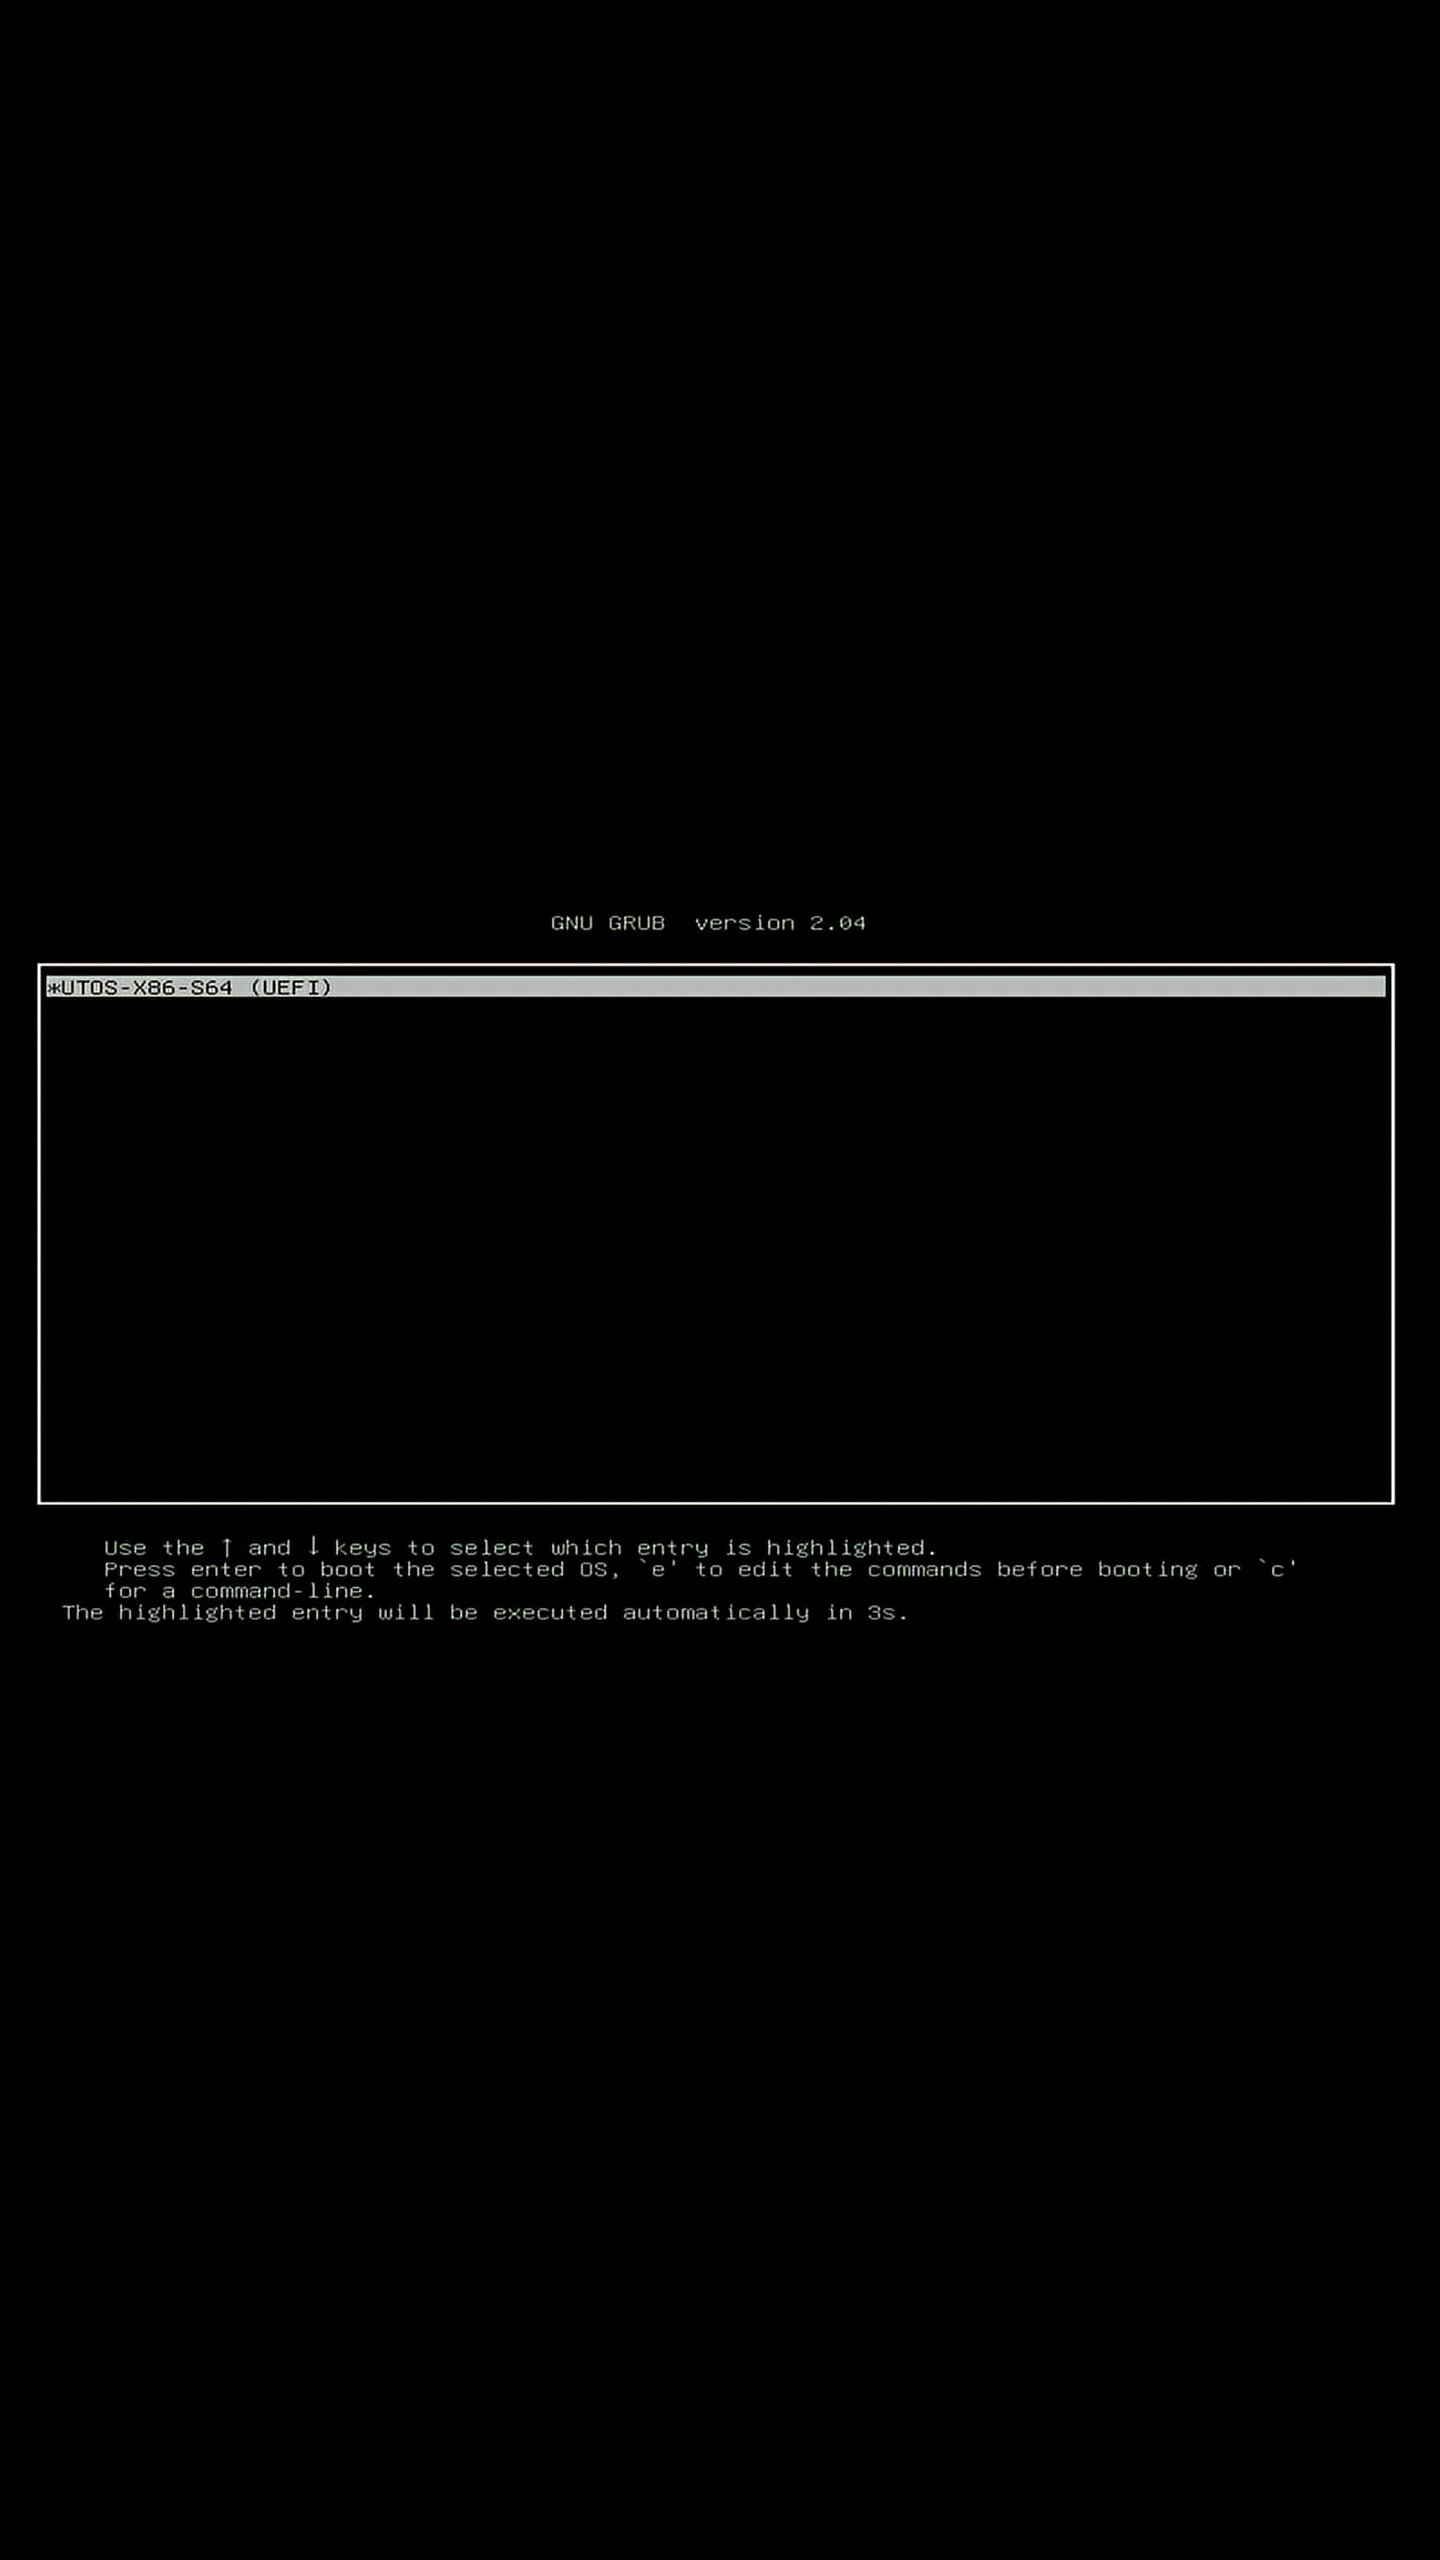 GNU GRUB  version 2.04
*UTOS-X86-S64 (UEFI)
Use the ↑ and ↓ keys to select which entry is highlighted.
Press enter to boot the selected OS, `e' to edit the commands before booting or `c'
for a command-line.
The highlighted entry will be executed automatically in 3s.